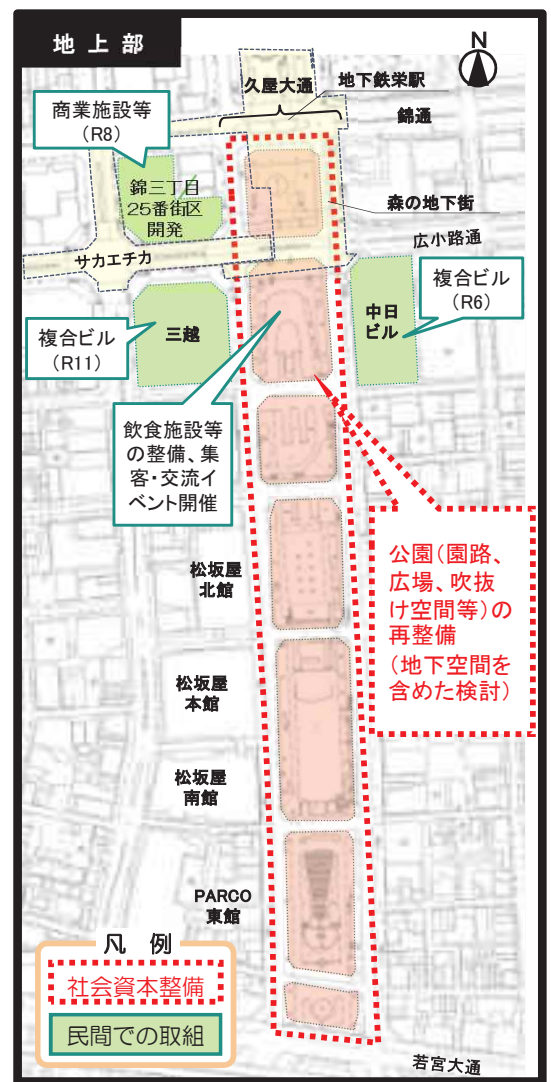 地上部
N
久屋大通
地下鉄栄駅
錦通
商業施設等
(R8)
錦三丁目
25番街区
開発
森の地下街
広小路通
サカエチカ
複合ビル
(R6)
中日
ビル
三越
複合ビル
(R11)
飲食施設等
の整備、集
客・交流イ
ベント開催
公園(園路、
広場、吹抜
け空間等)の
再整備
(地下空間を
含めた検討)
松坂屋
北館
松坂屋
本館
松坂屋
南館
PARCO
東館
凡例
社会資本整備
民間での取組
若宮大通